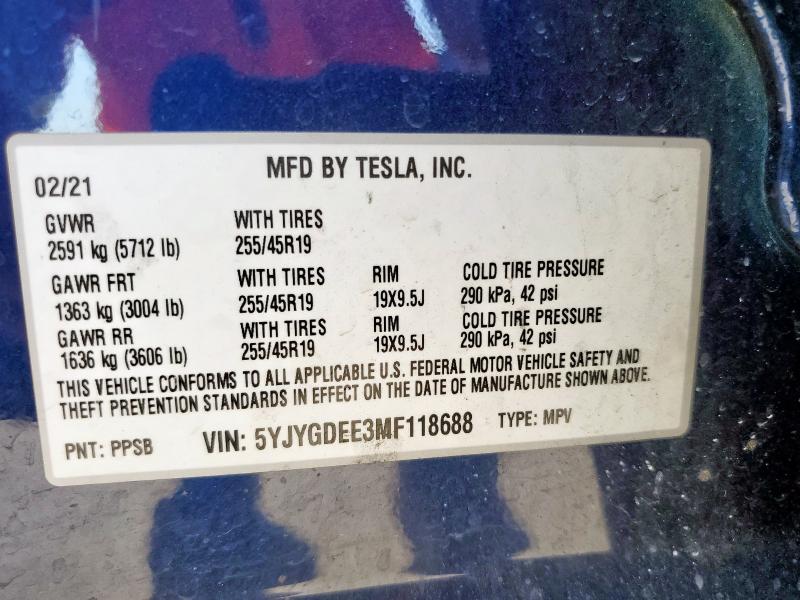 MFD BY TESLA, INC.
02/21
GVWR WITH TIRES
2591 kg (5712 lb) 255/45R19
GAWR FRT WITH TIRES RIM COLD TIRE PRESSURE
1363 kg (3004 lb) 255/45R19 19X9.5J 290 kPa, 42 psi
GAWR RR WITH TIRES RIM COLD TIRE PRESSURE
1636 kg (3606 lb) 255/45R19 19X9.5J 290 kPa, 42 psi
THIS VEHICLE CONFORMS TO ALL APPLICABLE U.S. FEDERAL MOTOR VEHICLE SAFETY AND
THEFT PREVENTION STANDARDS IN EFFECT ON THE DATE OF MANUFACTURE SHOWN ABOVE.
PNT: PPSB VIN: 5YJYGDEE3MF118688 TYPE: MPV